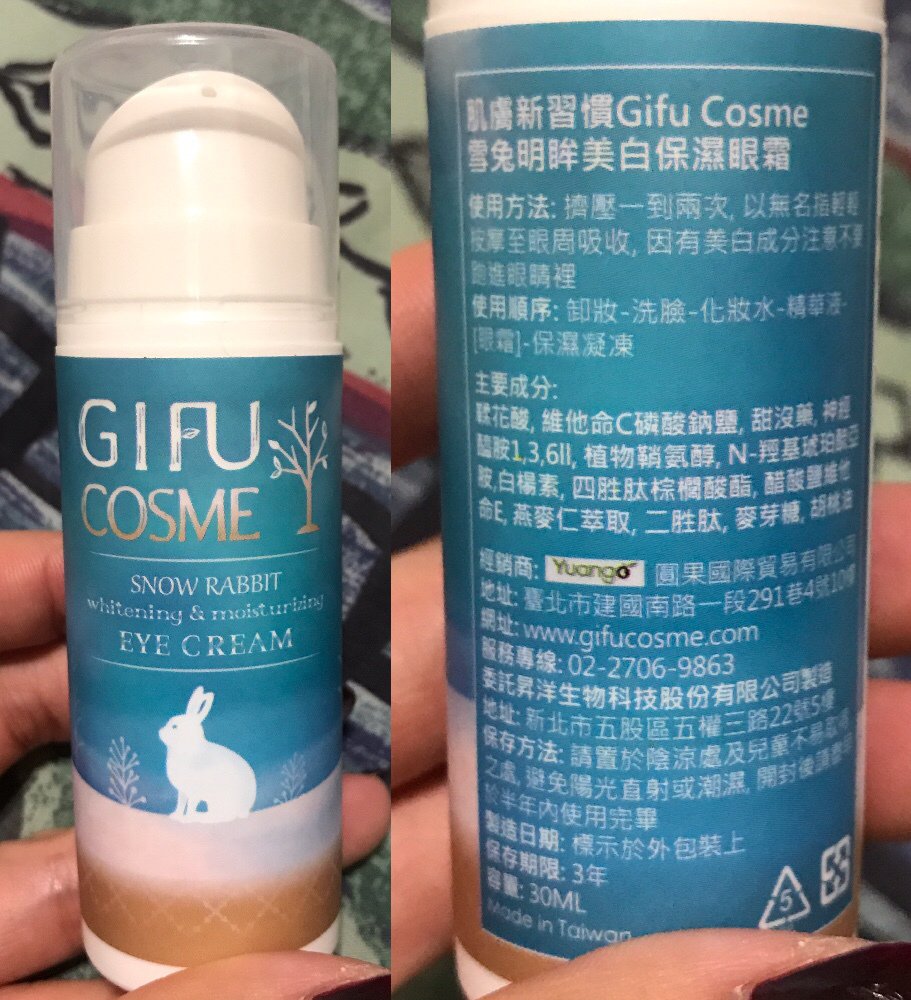 GIFU
COSME
SNOW RABBIT
whitening & moisturizing
EYE CREAM
肌膚新習慣Gifu Cosme
雪兔明眸美白保濕眼霜
使用方法: 擠壓一到兩次, 以無名指輕輕
按摩至眼周吸收, 因有美白成分注意不要
跑進眼睛裡
使用順序: 卸妝-洗臉-化妝水-精華液-
[眼霜]-保濕凝凍
主要成分:
鞣花酸, 維他命C磷酸鈉鹽, 甜沒藥, 神經
醯胺1,3,6II, 植物鞘氨醇, N-羥基琥珀醯亞
胺,白楊素, 四胜肽棕櫚酸酯, 醋酸鹽維他
命E, 燕麥仁萃取, 二胜肽, 麥芽糖, 胡桃油
經銷商: Yuango 圓果國際貿易有限公司
地址: 臺北市建國南路一段291巷4號10樓
網址: www.gifucosme.com
服務專線: 02-2706-9863
委託昇洋生物科技股份有限公司製造
地址: 新北市五股區五權三路22號5樓
保存方法: 請置於陰涼處及兒童不易取得
之處, 避免陽光直射或潮濕, 開封後請盡量
於半年內使用完畢
製造日期: 標示於外包裝上
保存期限: 3年
容量: 30ML
Made in Taiwan
5